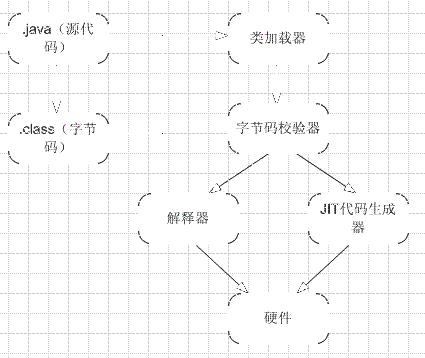 .java（源代
码）
类加载器
.class（字节
码）
字节码校验器
解释器
JIT代码生成
器
硬件